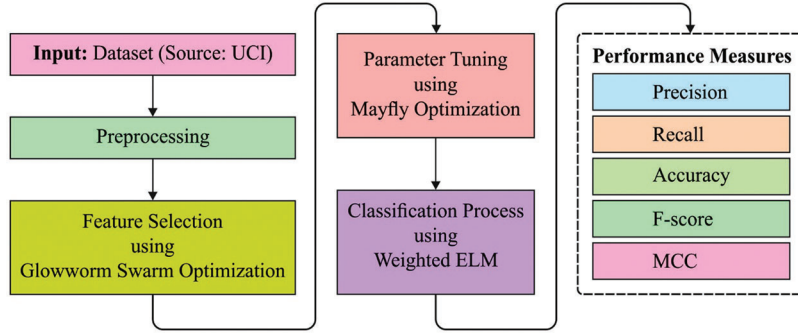 Input: Dataset (Source: UCI)
Preprocessing
Feature Selection
using
Glowworm Swarm Optimization
Parameter Tuning
using
Mayfly Optimization
Classification Process
using
Weighted ELM
Performance Measures
Precision
Recall
Accuracy
F-score
MCC